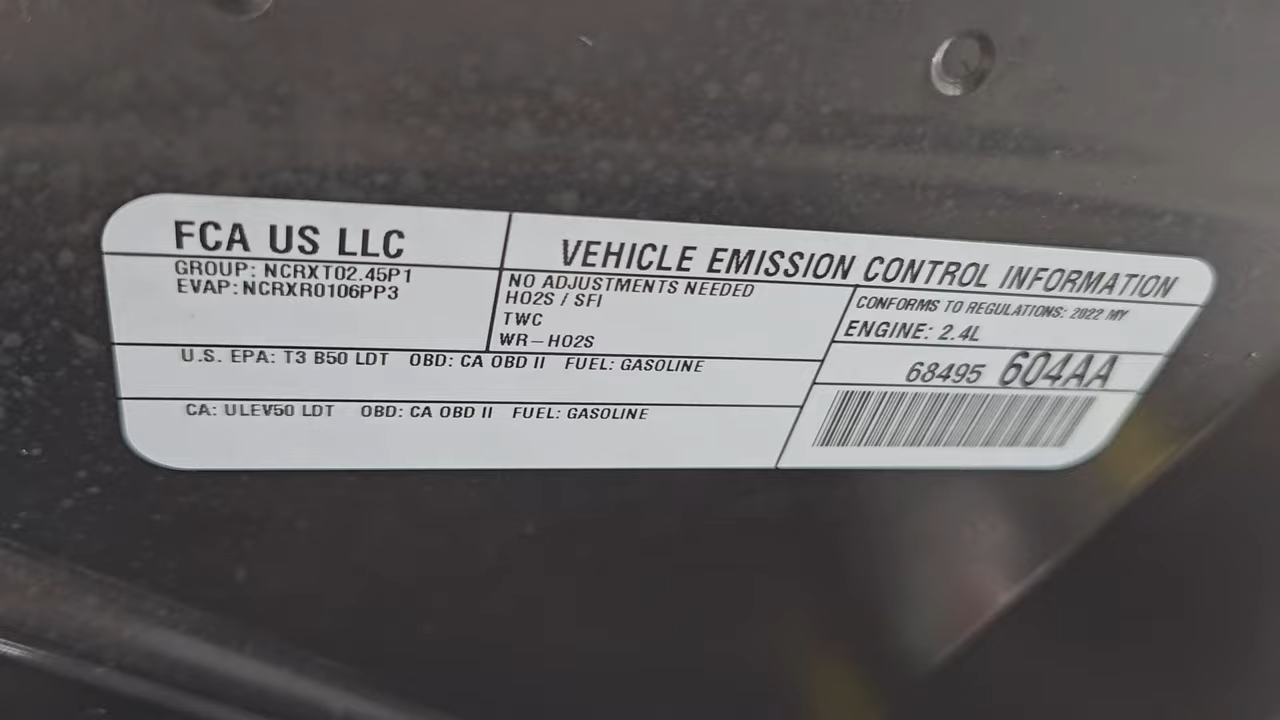 FCA US LLC
VEHICLE EMISSION CONTROL INFORMATION
GROUP: NCRXT02.45P1
EVAP: NCRXR0106PP3
NO ADJUSTMENTS NEEDED
HO2S / SFI
TWC
WR-HO2S
CONFORMS TO REGULATIONS: 2022 MY
ENGINE: 2.4L
U.S. EPA: T3 B50 LDT OBD: CA OBD II FUEL: GASOLINE
CA: ULEV50 LDT OBD: CA OBD II FUEL: GASOLINE
68495 604AA